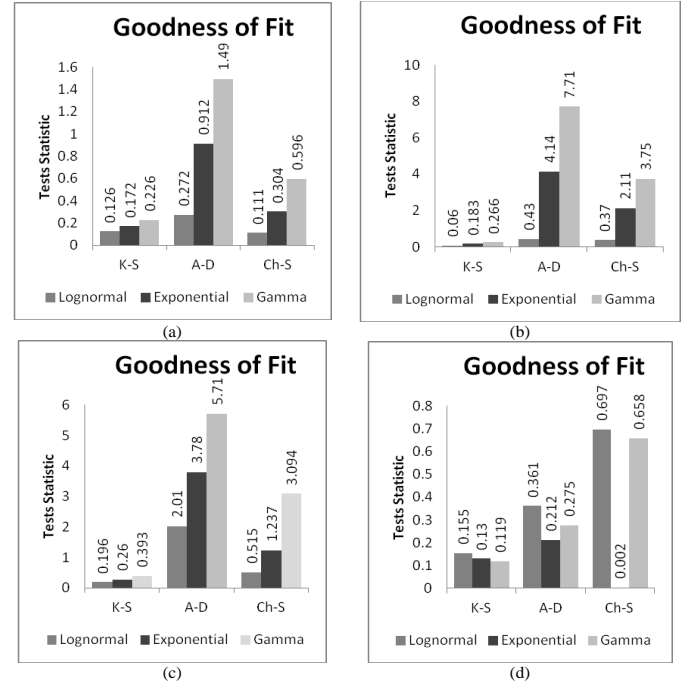 Goodness of Fit
Tests Statistic
1.6
1.4
1.2
1
0.8
0.6
0.4
0.2
0
0.126
0.172
0.226
0.272
0.912
1.49
0.111
0.304
0.596
K-S
A-D
Ch-S
Lognormal Exponential Gamma
(a)
Goodness of Fit
Tests Statistic
10
8
6
4
2
0
0.06
0.183
0.266
0.43
4.14
7.71
0.37
2.11
3.75
K-S
A-D
Ch-S
Lognormal Exponential Gamma
(b)
Goodness of Fit
Tests Statistic
6
5
4
3
2
1
0
0.196
0.26
0.393
2.01
3.78
5.71
0.515
1.237
3.094
K-S
A-D
Ch-S
Lognormal Exponential Gamma
(c)
Goodness of Fit
Tests Statistic
0.8
0.7
0.6
0.5
0.4
0.3
0.2
0.1
0
0.155
0.13
0.119
0.361
0.212
0.275
0.697
0.002
0.658
K-S
A-D
Ch-S
Lognormal Exponential Gamma
(d)